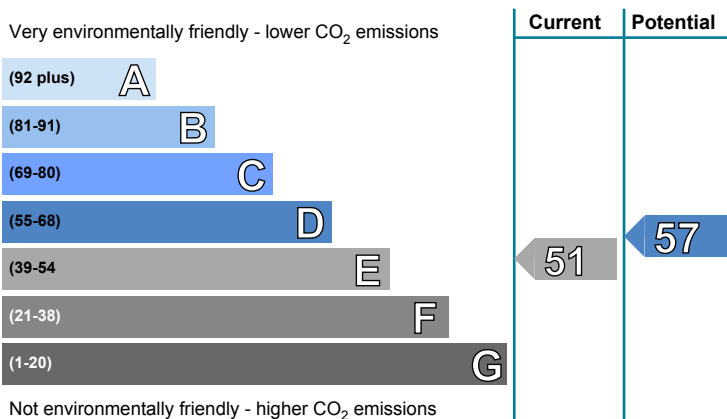 Current Potential
Very environmentally friendly - lower CO₂ emissions
(92 plus) A
(81-91) B
(69-80) C
(55-68) D
(39-54 E
(21-38) F
(1-20) G
51
57
Not environmentally friendly - higher CO₂ emissions